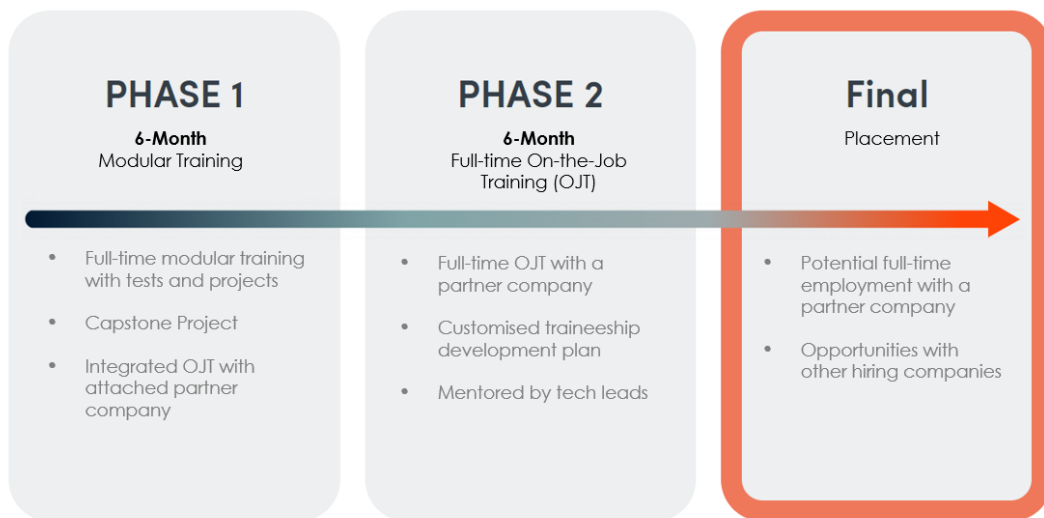 PHASE 1
6-Month
Modular Training
• Full-time modular training
with tests and projects
• Capstone Project
• Integrated OJT with
attached partner
company
PHASE 2
6-Month
Full-time On-the-Job
Training (OJT)
• Full-time OJT with a
partner company
• Customised traineeship
development plan
• Mentored by tech leads
Final
Placement
• Potential full-time
employment with a
partner company
• Opportunities with
other hiring companies